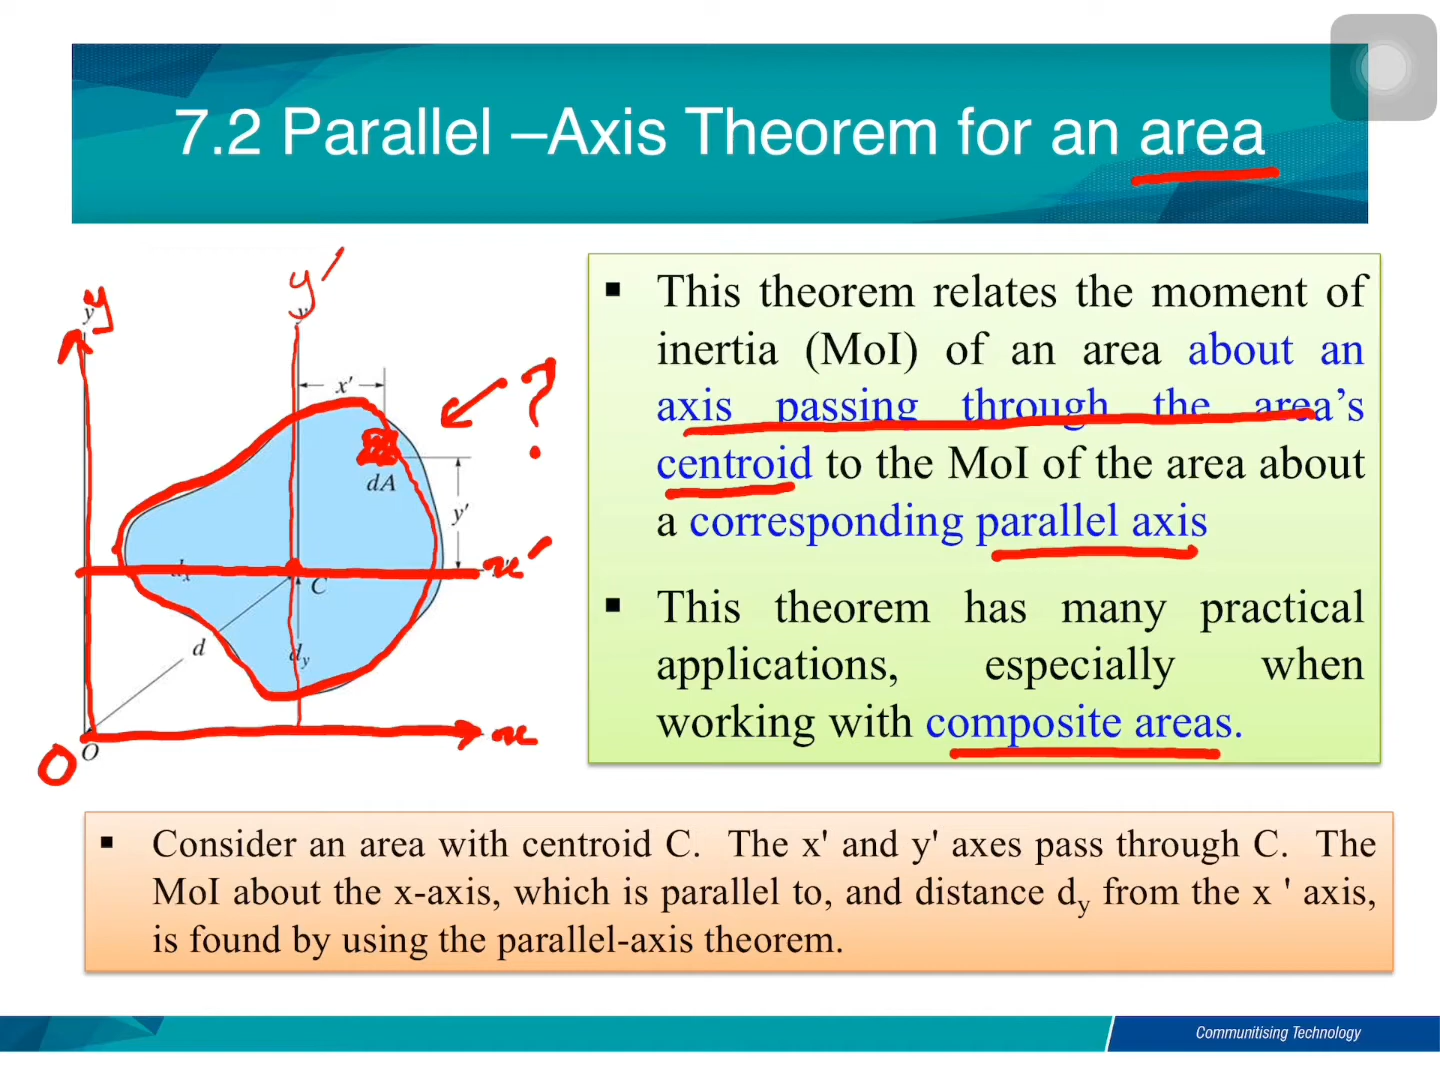 7.2 Parallel –Axis Theorem for an area
y'
y
y
x'
?
dA
y'
x'
dx
C
d
dy
x
O
O
▪ This theorem relates the moment of
inertia (MoI) of an area about an
axis passing through the area's
centroid to the MoI of the area about
a corresponding parallel axis
▪ This theorem has many practical
applications, especially when
working with composite areas.
▪ Consider an area with centroid C. The x' and y' axes pass through C. The
MoI about the x-axis, which is parallel to, and distance dy from the x ' axis,
is found by using the parallel-axis theorem.
Communitising Technology